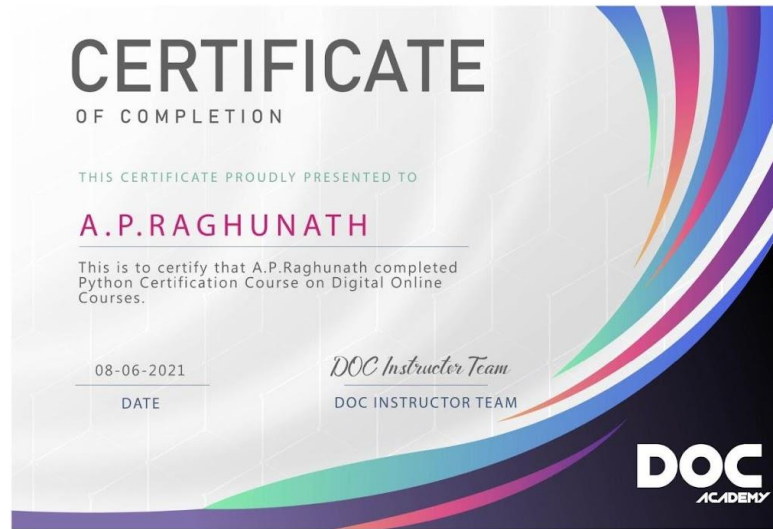 CERTIFICATE
OF COMPLETION
THIS CERTIFICATE PROUDLY PRESENTED TO
A.P.RAGHUNATH
This is to certify that A.P.Raghunath completed
Python Certification Course on Digital Online
Courses.
08-06-2021
DATE
DOC Instructor Team
DOC INSTRUCTOR TEAM
DOC
ACADEMY